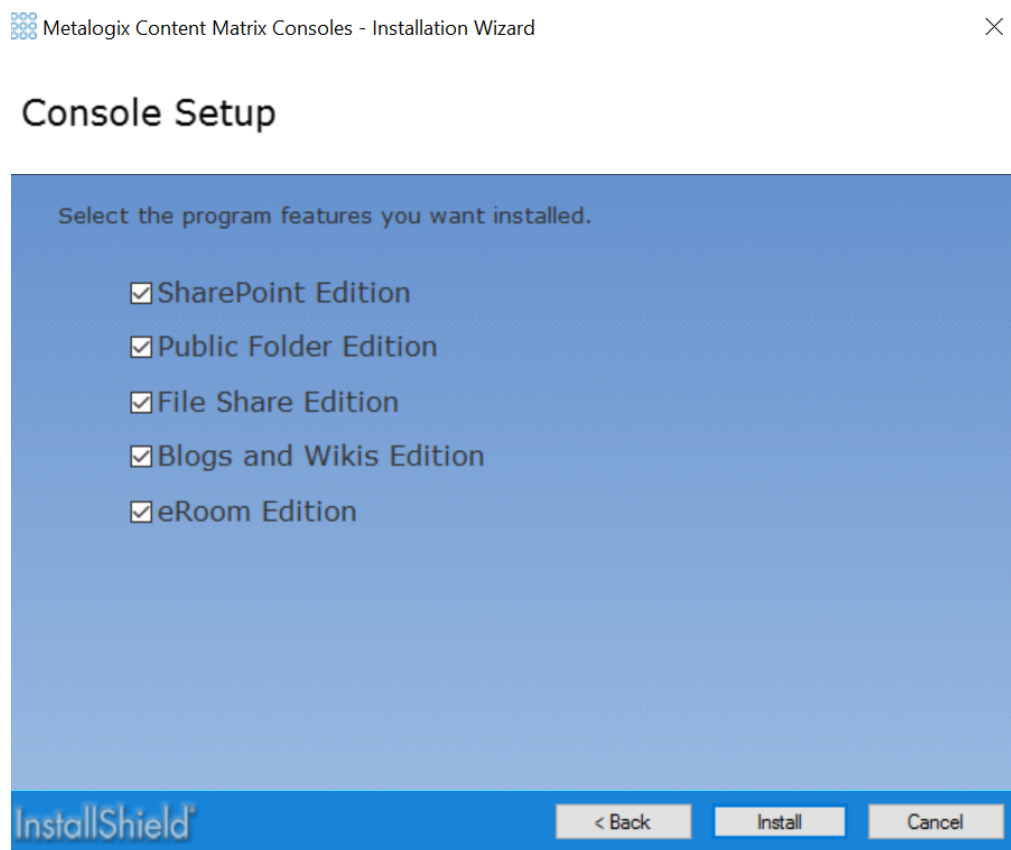 Metalogix Content Matrix Consoles - Installation Wizard
Console Setup
Select the program features you want installed.
SharePoint Edition
Public Folder Edition
File Share Edition
Blogs and Wikis Edition
eRoom Edition
InstallShield
< Back
Install
Cancel